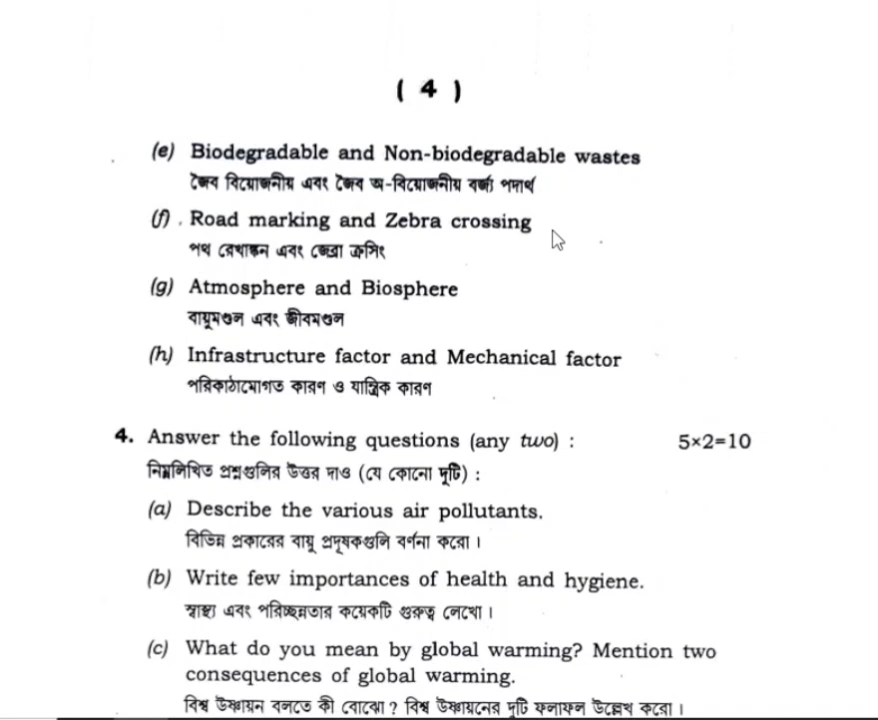 ( 4 )
(e) Biodegradable and Non-biodegradable wastes
জৈব বিয়োজনীয় এবং জৈব অ-বিয়োজনীয় বর্জ্য পদার্থ
(f) . Road marking and Zebra crossing
পথ রেখাঙ্কন এবং জেব্রা ক্রসিং
(g) Atmosphere and Biosphere
বায়ুমণ্ডল এবং জীবমণ্ডল
(h) Infrastructure factor and Mechanical factor
পরিকাঠামোগত কারণ ও যান্ত্রিক কারণ
4. Answer the following questions (any two) : 5×2=10
নিম্নলিখিত প্রশ্নগুলির উত্তর দাও (যে কোনো দুটি) :
(a) Describe the various air pollutants.
বিভিন্ন প্রকারের বায়ু প্রদূষকগুলি বর্ণনা করো।
(b) Write few importances of health and hygiene.
স্বাস্থ্য এবং পরিচ্ছন্নতার কয়েকটি গুরুত্ব লেখো।
(c) What do you mean by global warming? Mention two
consequences of global warming.
বিশ্ব উষ্ণায়ন বলতে কী বোঝো? বিশ্ব উষ্ণায়নের দুটি ফলাফল উল্লেখ করো।